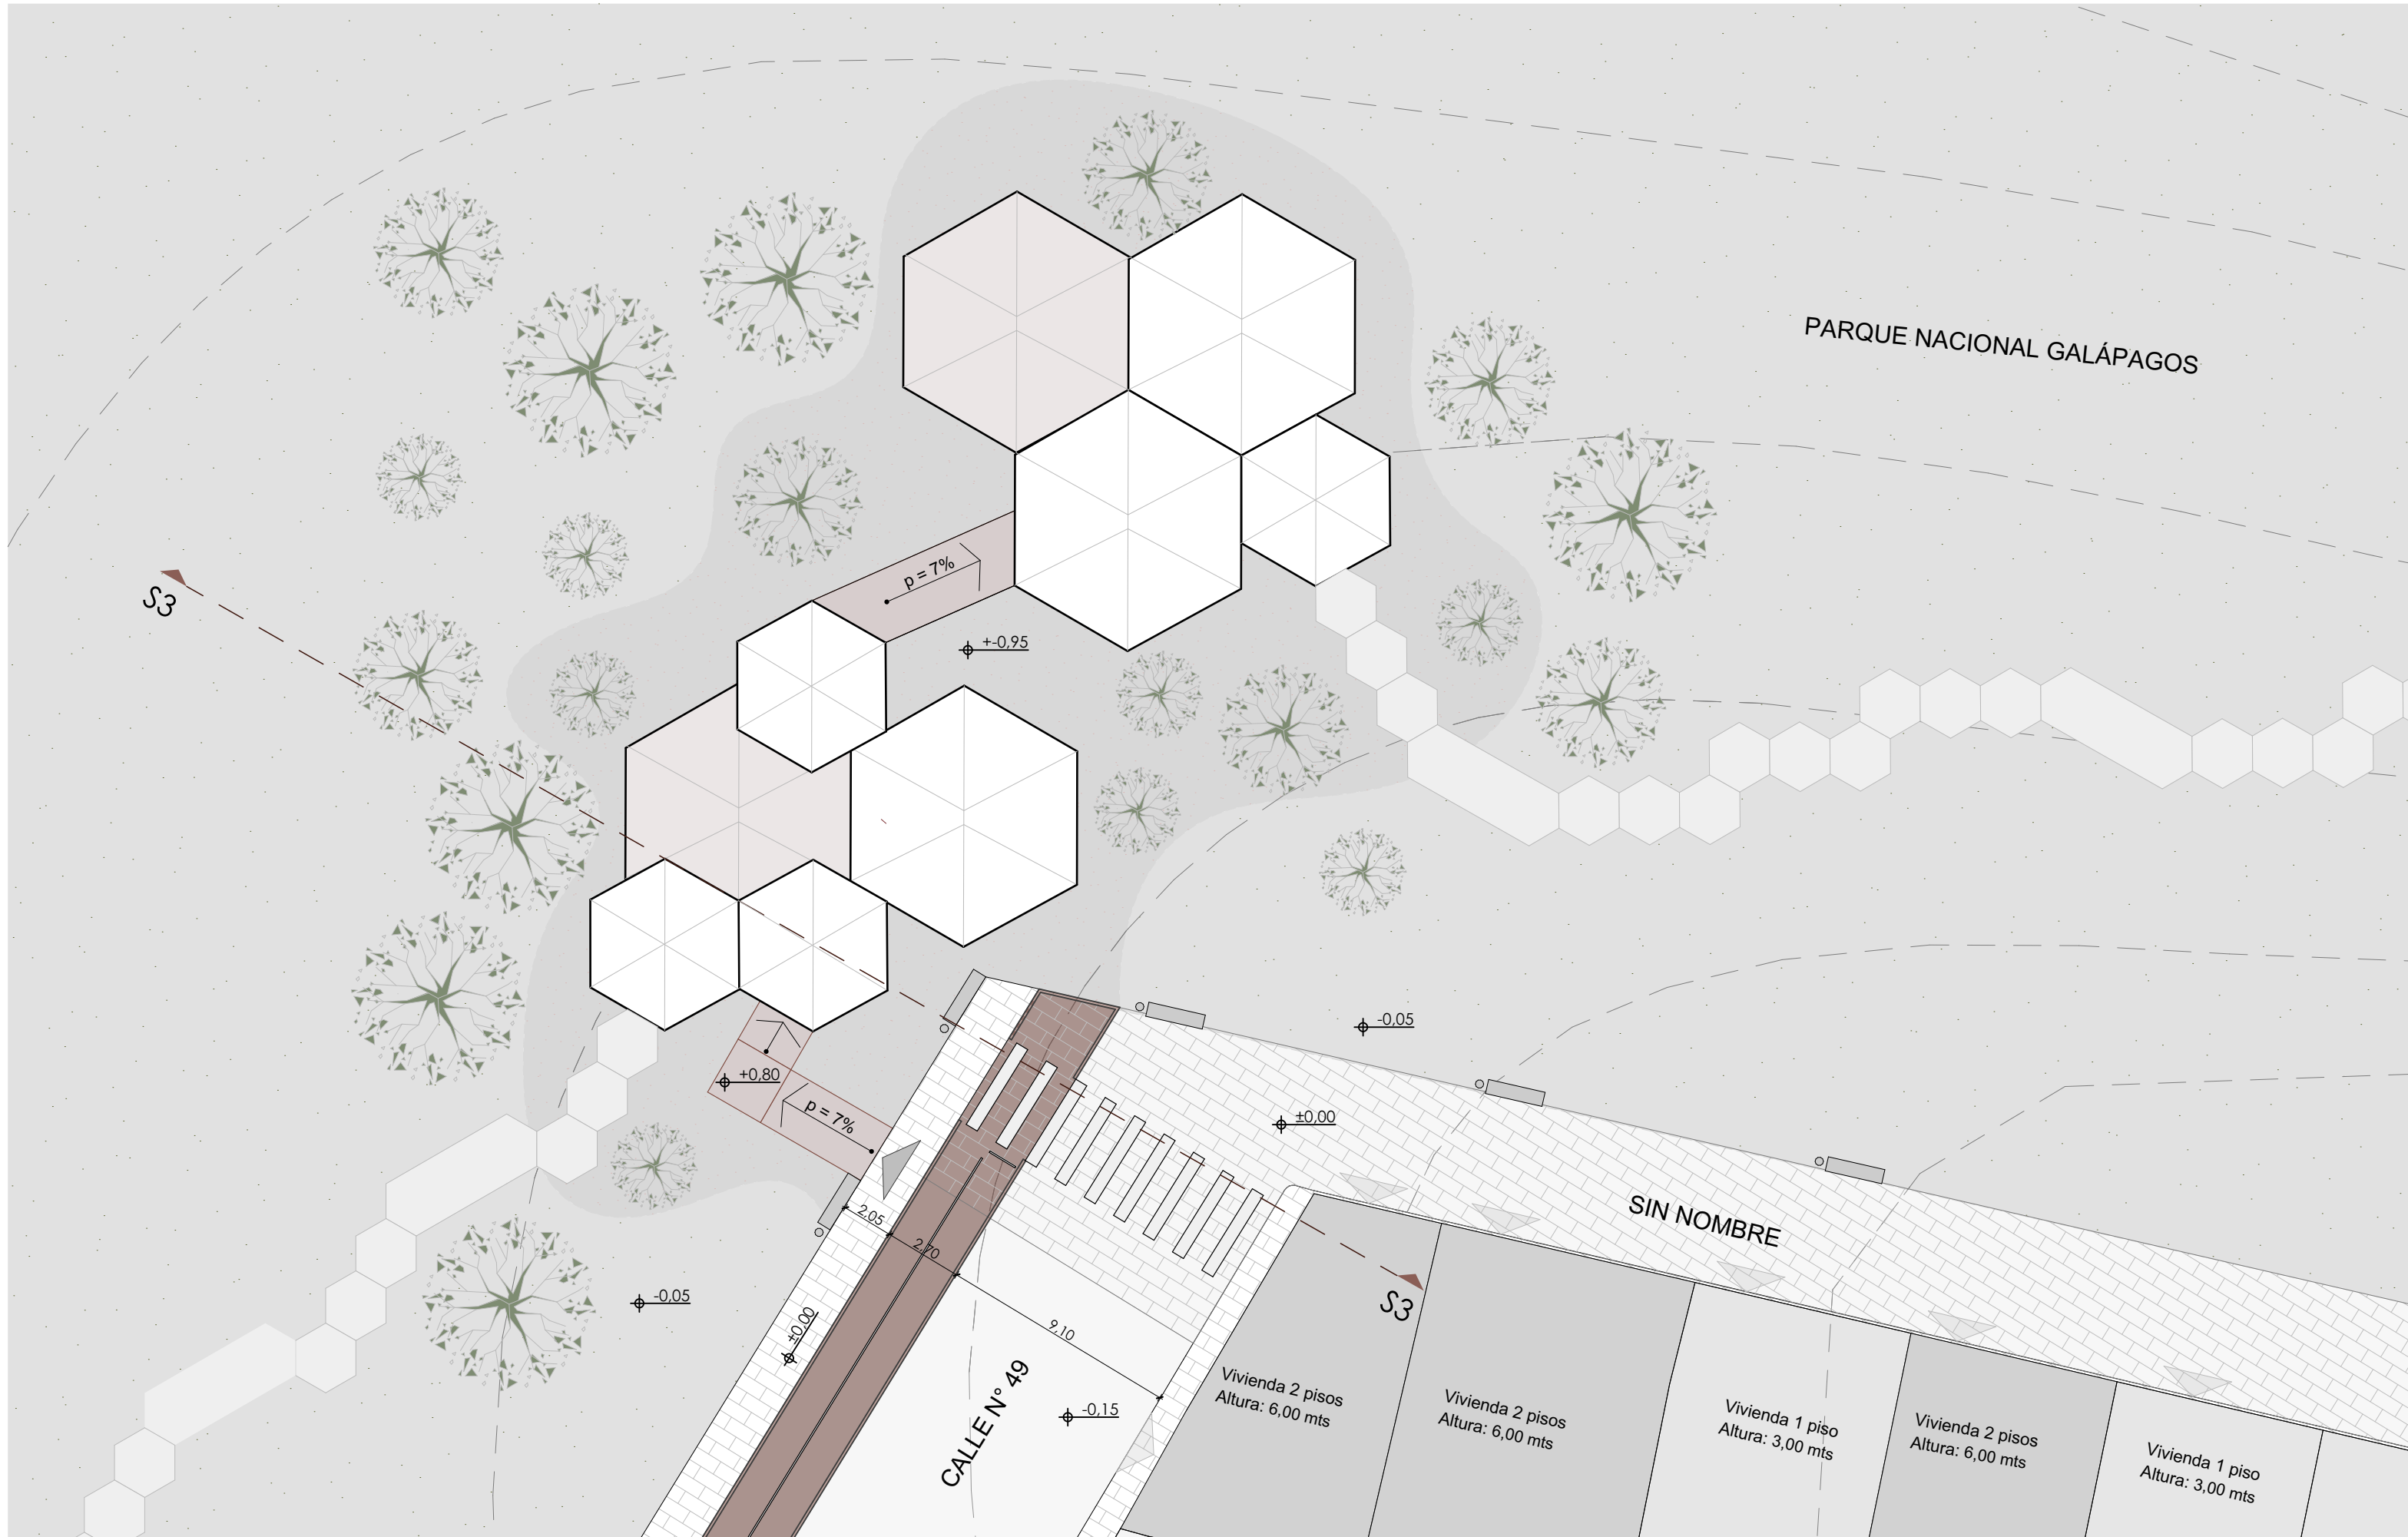 PARQUE NACIONAL GALÁPAGOS
p = 7%
S3
+-0,95
-0,05
+0,80
±0,00
p = 7%
SIN NOMBRE
2,05
2,70
-0,05
±0,00
9,10
S3
CALLE N° 49
-0,15
Vivienda 2 pisos
Altura: 6,00 mts
Vivienda 2 pisos
Altura: 6,00 mts
Vivienda 1 piso
Altura: 3,00 mts
Vivienda 2 pisos
Altura: 6,00 mts
Vivienda 1 piso
Altura: 3,00 mts